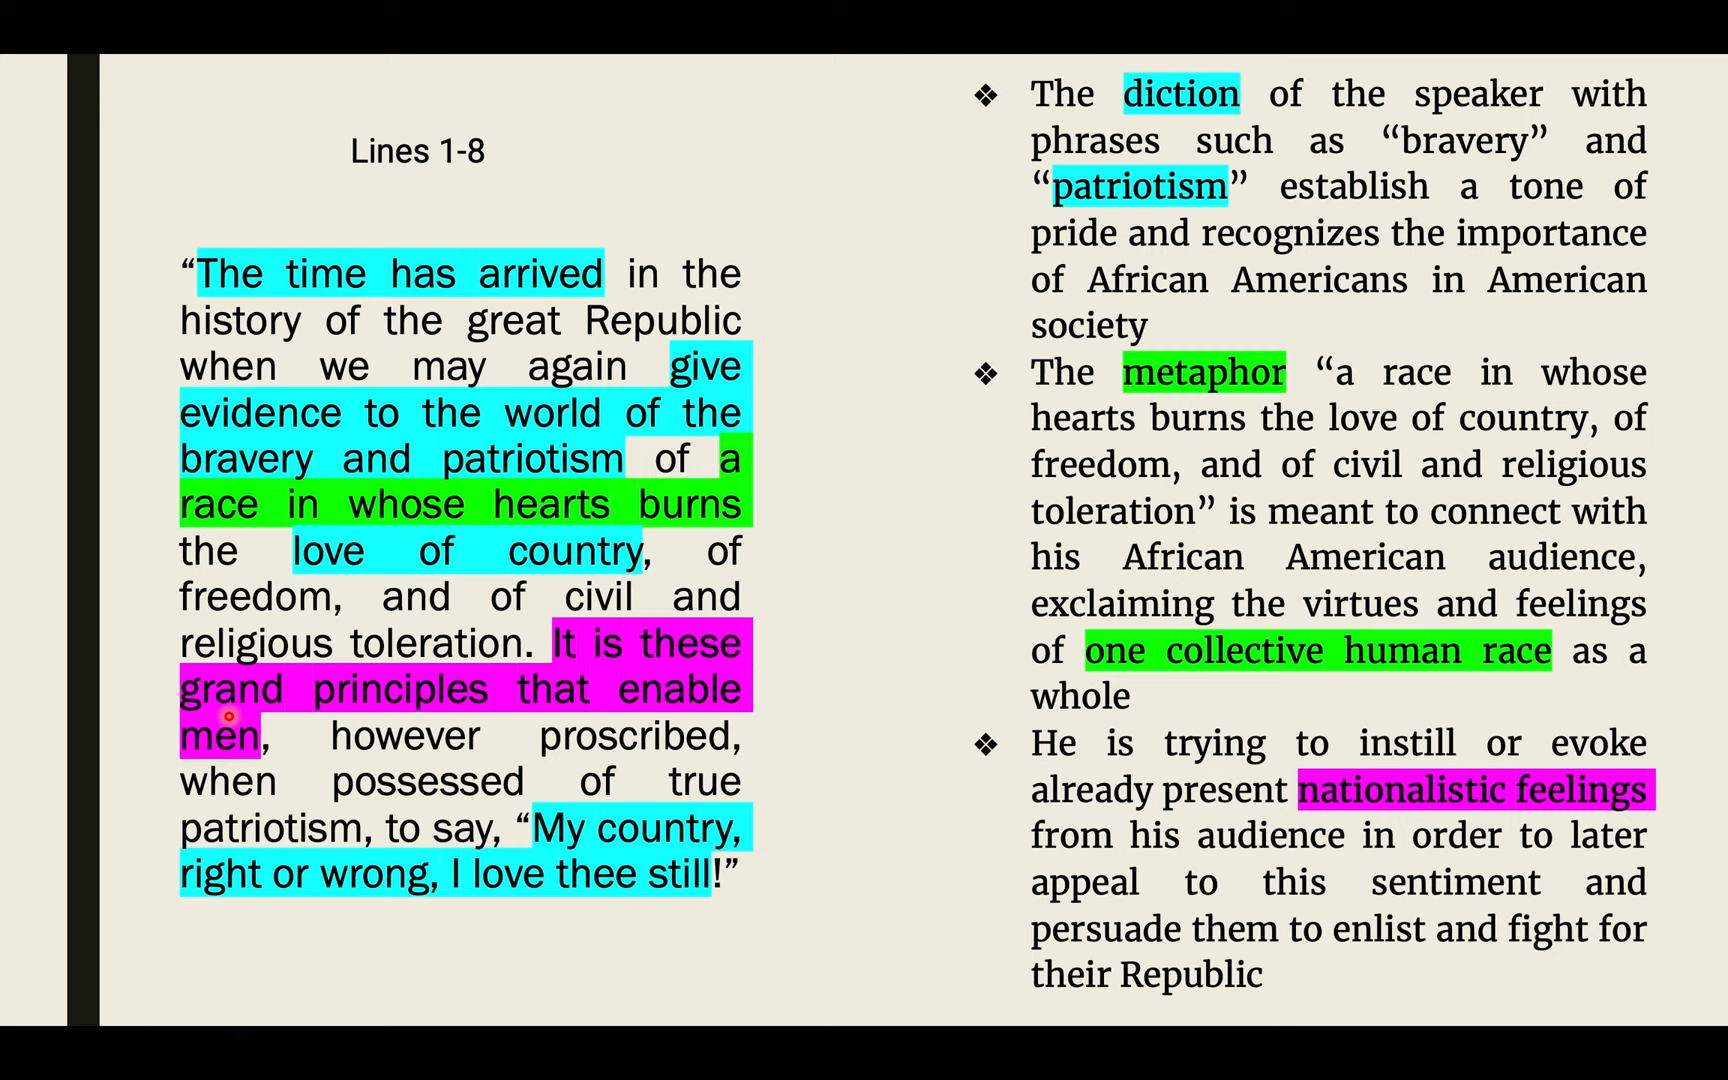 Lines 1-8
“The time has arrived in the
history of the great Republic
when we may again give
evidence to the world of the
bravery and patriotism of a
race in whose hearts burns
the love of country, of
freedom, and of civil and
religious toleration. It is these
grand principles that enable
men, however proscribed,
when possessed of true
patriotism, to say, “My country,
right or wrong, I love thee still!”
❖ The diction of the speaker with
phrases such as “bravery” and
“patriotism” establish a tone of
pride and recognizes the importance
of African Americans in American
society
❖ The metaphor “a race in whose
hearts burns the love of country, of
freedom, and of civil and religious
toleration” is meant to connect with
his African American audience,
exclaiming the virtues and feelings
of one collective human race as a
whole
❖ He is trying to instill or evoke
already present nationalistic feelings
from his audience in order to later
appeal to this sentiment and
persuade them to enlist and fight for
their Republic